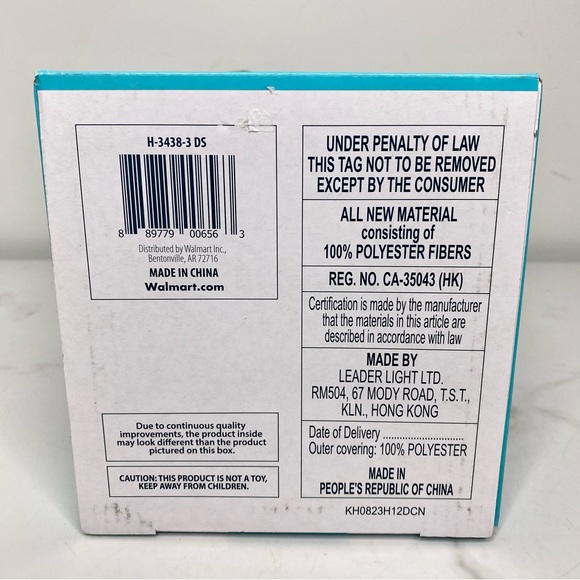 H-3438-3 DS
8 89779 00656 3
Distributed by Walmart Inc.,
Bentonville, AR 72716
MADE IN CHINA
Walmart.com
Due to continuous quality
improvements, the product inside
may look different than the product
pictured on this box.
CAUTION: THIS PRODUCT IS NOT A TOY,
KEEP AWAY FROM CHILDREN.
UNDER PENALTY OF LAW
THIS TAG NOT TO BE REMOVED
EXCEPT BY THE CONSUMER
ALL NEW MATERIAL
consisting of
100% POLYESTER FIBERS
REG. NO. CA-35043 (HK)
Certification is made by the manufacturer
that the materials in this article are
described in accordance with law
MADE BY
LEADER LIGHT LTD.
RM504, 67 MODY ROAD, T.S.T.,
KLN., HONG KONG
Date of Delivery ............................
Outer covering: 100% POLYESTER
MADE IN
PEOPLE'S REPUBLIC OF CHINA
KH0823H12DCN